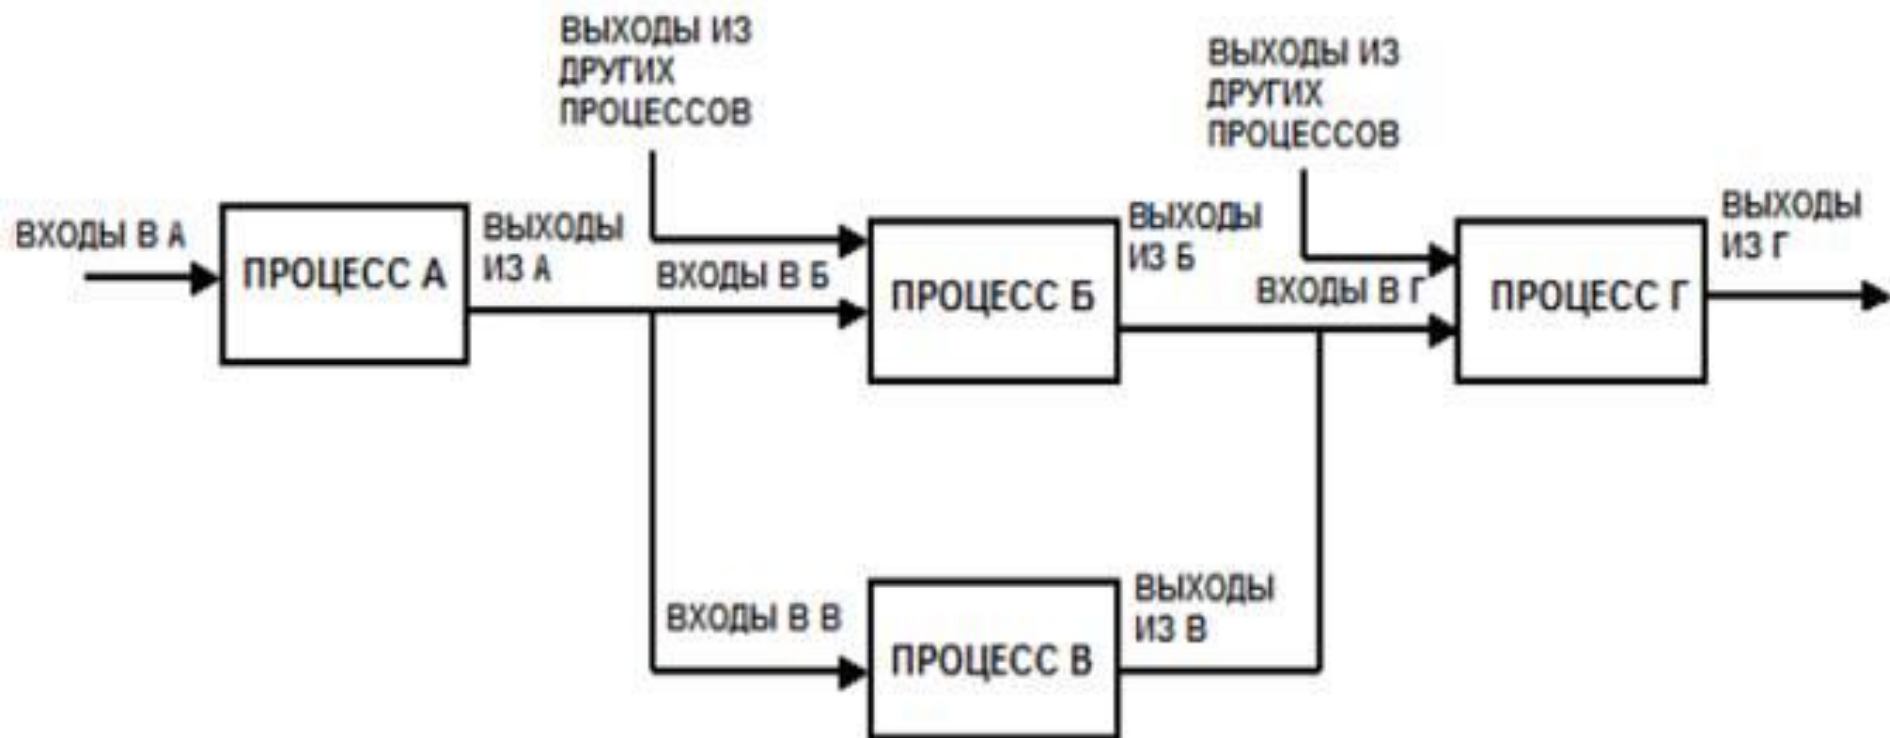 ВЫХОДЫ ИЗ
ДРУГИХ
ПРОЦЕССОВ
ВЫХОДЫ ИЗ
ДРУГИХ
ПРОЦЕССОВ
ВХОДЫ В А
ПРОЦЕСС А
ВЫХОДЫ
ИЗ А
ВХОДЫ В Б
ПРОЦЕСС Б
ВЫХОДЫ
ИЗ Б
ВХОДЫ В Г
ПРОЦЕСС Г
ВЫХОДЫ
ИЗ Г
ВХОДЫ В В
ПРОЦЕСС В
ВЫХОДЫ
ИЗ В